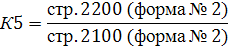 К5 = стр. 2200 (форма № 2) / стр. 2100 (форма № 2)